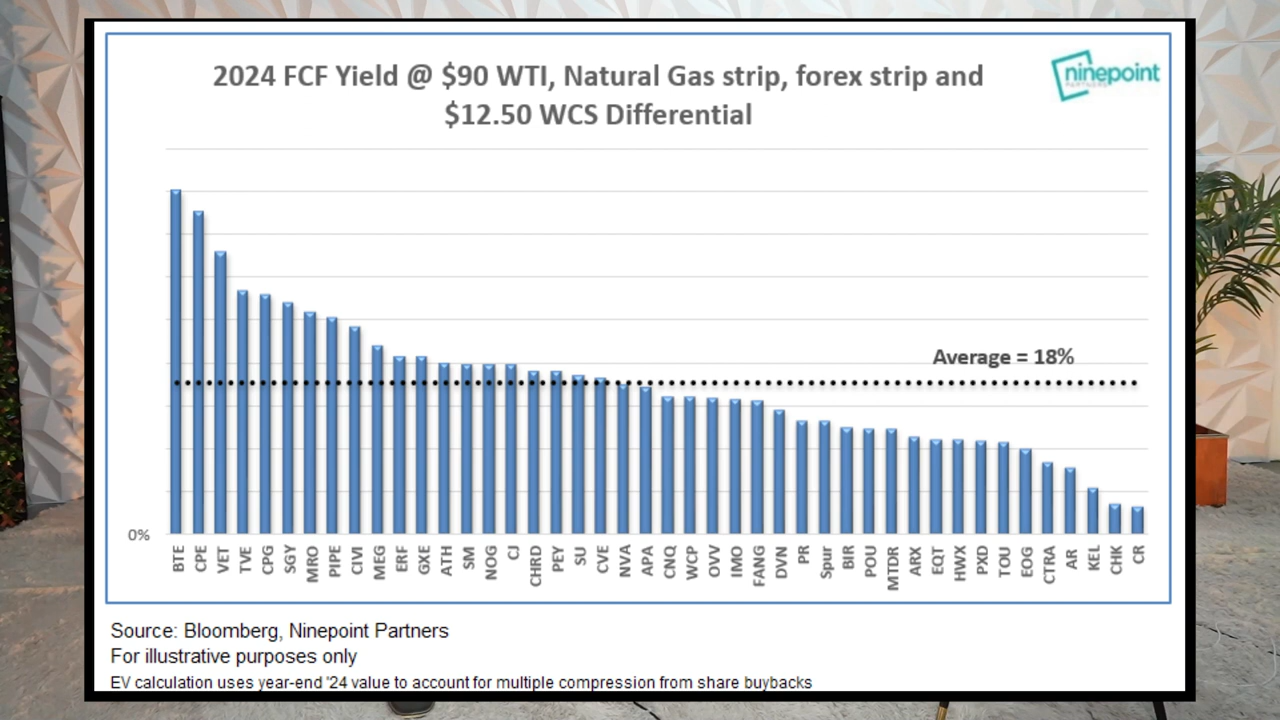 2024 FCF Yield @ $90 WTI, Natural Gas strip, forex strip and
$12.50 WCS Differential
ninepoint
PARTNERS
Average = 18%
0%
BTE
CPE
VET
TVE
CPG
SGY
MRO
PIPE
CIVI
MEG
ERF
GXE
ATH
SM
NOG
CJ
CHRD
PEY
SU
CVE
NVA
APA
CNQ
WCP
OVV
IMO
FANG
DVN
PR
Spur
BIR
POU
MTDR
ARX
EQT
HWX
PXD
TOU
EOG
CTRA
AR
KEL
CHK
CR
Source: Bloomberg, Ninepoint Partners
For illustrative purposes only
EV calculation uses year-end '24 value to account for multiple compression from share buybacks